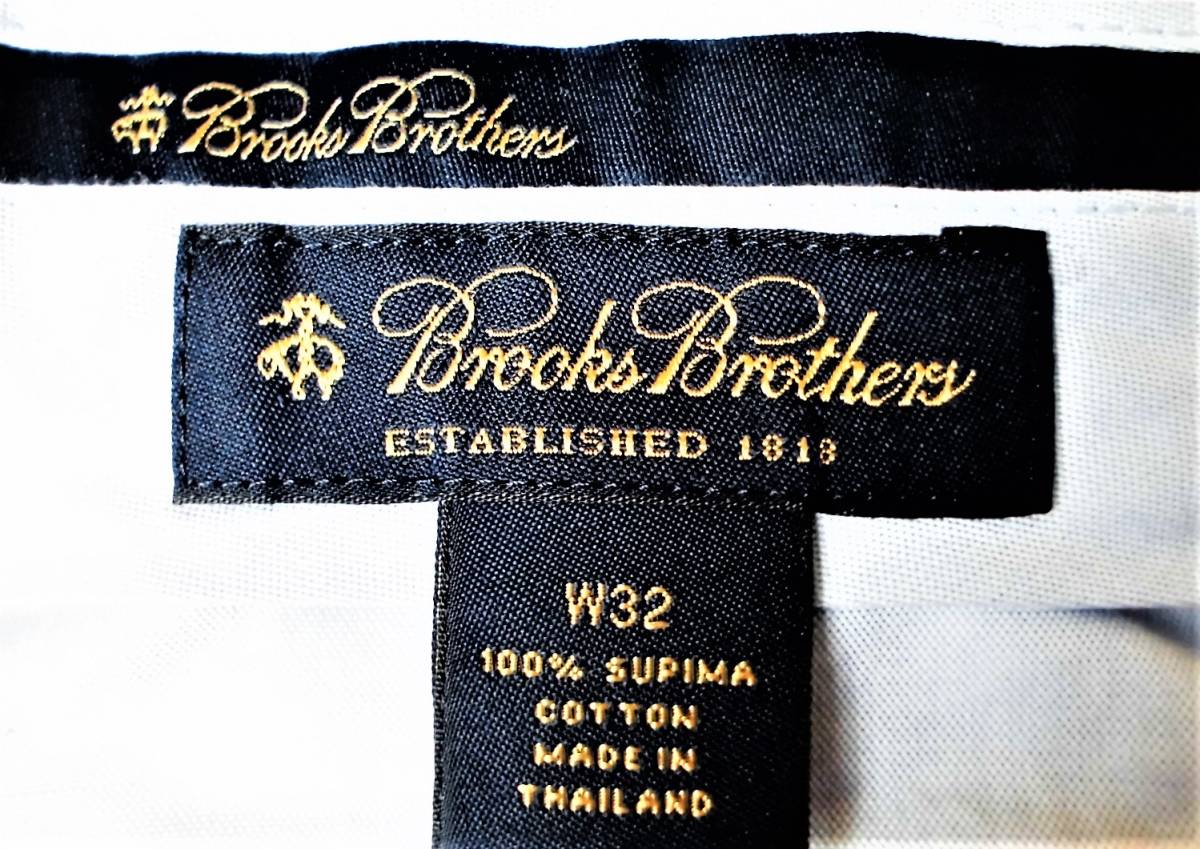 Brooks Brothers
Brooks Brothers
ESTABLISHED 1818
W32
100% SUPIMA
COTTON
MADE IN
THAILAND